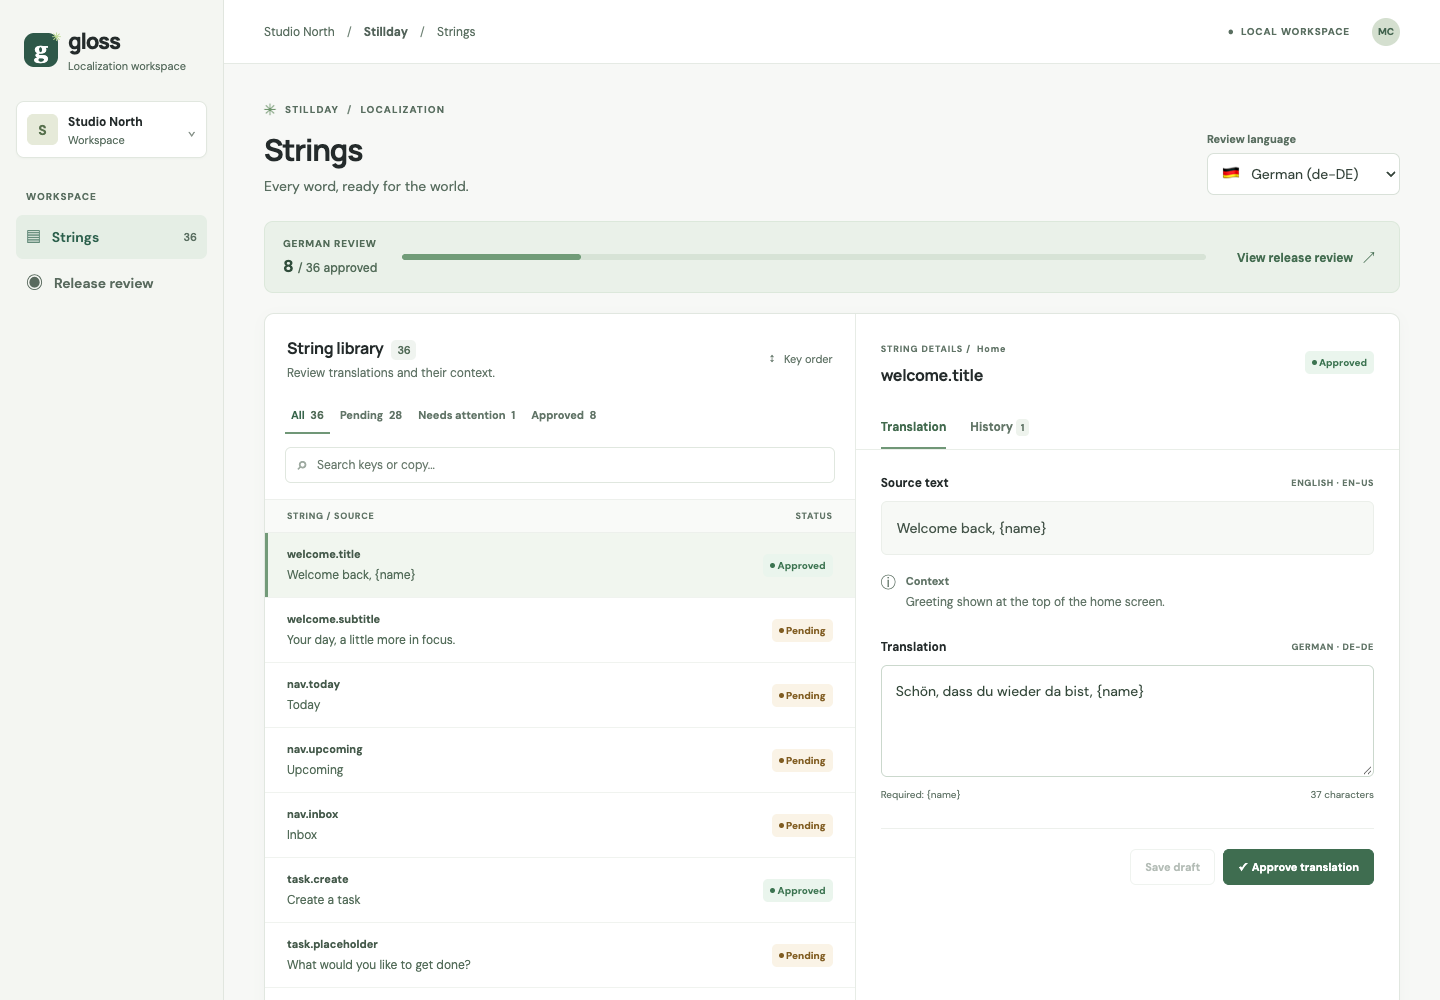 g gloss
Localization workspace
S
Studio North
Workspace
WORKSPACE
Strings 36
Release review
Studio North / Stillday / Strings
LOCAL WORKSPACE
MC
STILLDAY / LOCALIZATION
Strings
Every word, ready for the world.
Review language
German (de-DE)
GERMAN REVIEW
8 / 36 approved
View release review ↗
String library 36
Review translations and their context.
↕ Key order
All 36 Pending 28 Needs attention 1 Approved 8
Search keys or copy...
STRING / SOURCE STATUS
welcome.title
Welcome back, {name}
Approved
welcome.subtitle
Your day, a little more in focus.
Pending
nav.today
Today
Pending
nav.upcoming
Upcoming
Pending
nav.inbox
Inbox
Pending
task.create
Create a task
Approved
task.placeholder
What would you like to get done?
Pending
STRING DETAILS / Home
welcome.title
Approved
Translation History 1
Source text ENGLISH · EN-US
Welcome back, {name}
Context
Greeting shown at the top of the home screen.
Translation GERMAN · DE-DE
Schön, dass du wieder da bist, {name}
Required: {name} 37 characters
Save draft ✓ Approve translation